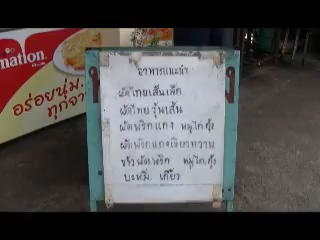 nation
อร่อยนุ่ม..
ทุกจา
อาหารแนะนำ
ผัดไทยเส้นเล็ก
ผัดไทยวุ้นเส้น
ผัดพริกแกง หมู ไก่ กุ้ง
ผัดพริกแกงเขียวหวาน
ข้าวผัดพริก หมู ไก่ กุ้ง
บะหมี่ เกี๊ยว